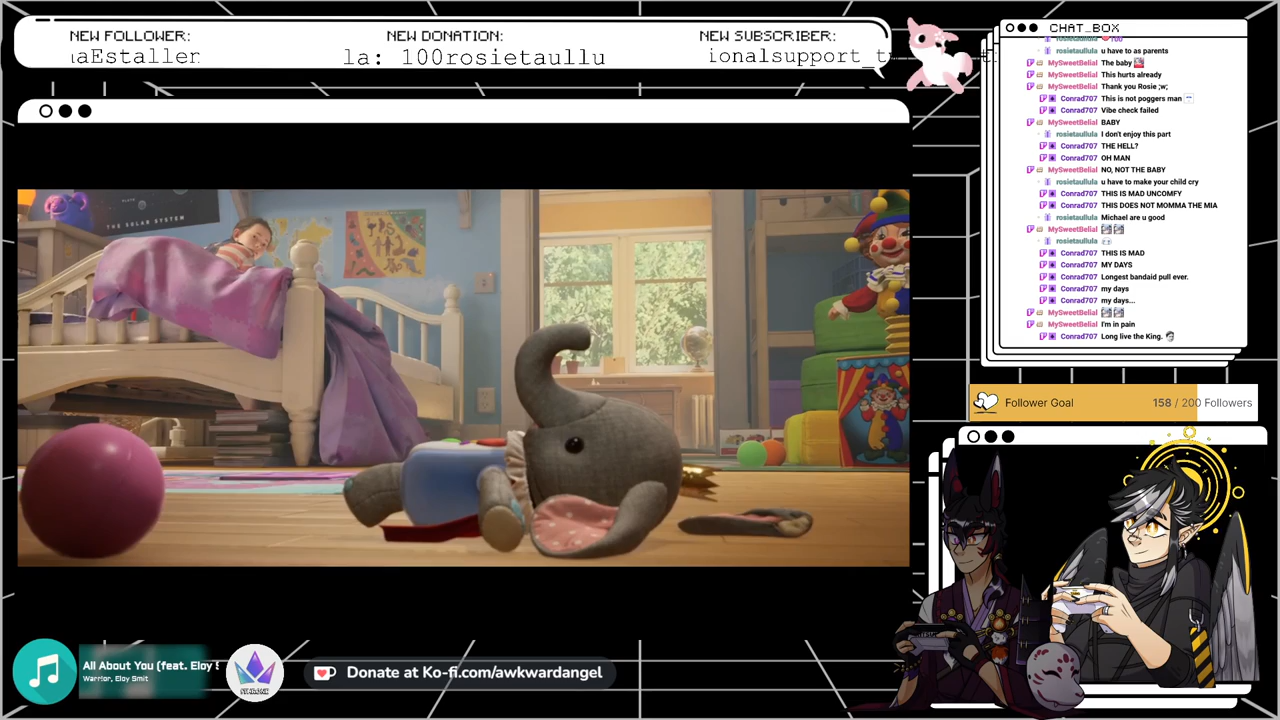 NEW FOLLOWER:
NEW DONATION:
NEW SUBSCRIBER:
aEstallen
la: 100rosietaullu
ionalsupport_tw
CHAT_BOX
rosietaullula u have to as parents
MySweetBelial The baby
MySweetBelial This hurts already
MySweetBelial Thank you Rosie ;w;
Conrad707 This is not poggers man
Conrad707 Vibe check failed
MySweetBelial BABY
rosietaullula I don't enjoy this part
Conrad707 THE HELL?
Conrad707 OH MAN
MySweetBelial NO, NOT THE BABY
rosietaullula u have to make your child cry
Conrad707 THIS IS MAD UNCOMFY
Conrad707 THIS DOES NOT MOMMA THE MIA
rosietaullula Michael are u good
MySweetBelial
rosietaullula
Conrad707 THIS IS MAD
Conrad707 MY DAYS
Conrad707 Longest bandaid pull ever.
Conrad707 my days
Conrad707 my days...
MySweetBelial
MySweetBelial I'm in pain
Conrad707 Long live the King.
THE SOLAR SYSTEM
Follower Goal
158 / 200 Followers
All About You (feat. Eloy S
Warr!or, Eloy Smit
Donate at Ko-fi.com/awkwardangel